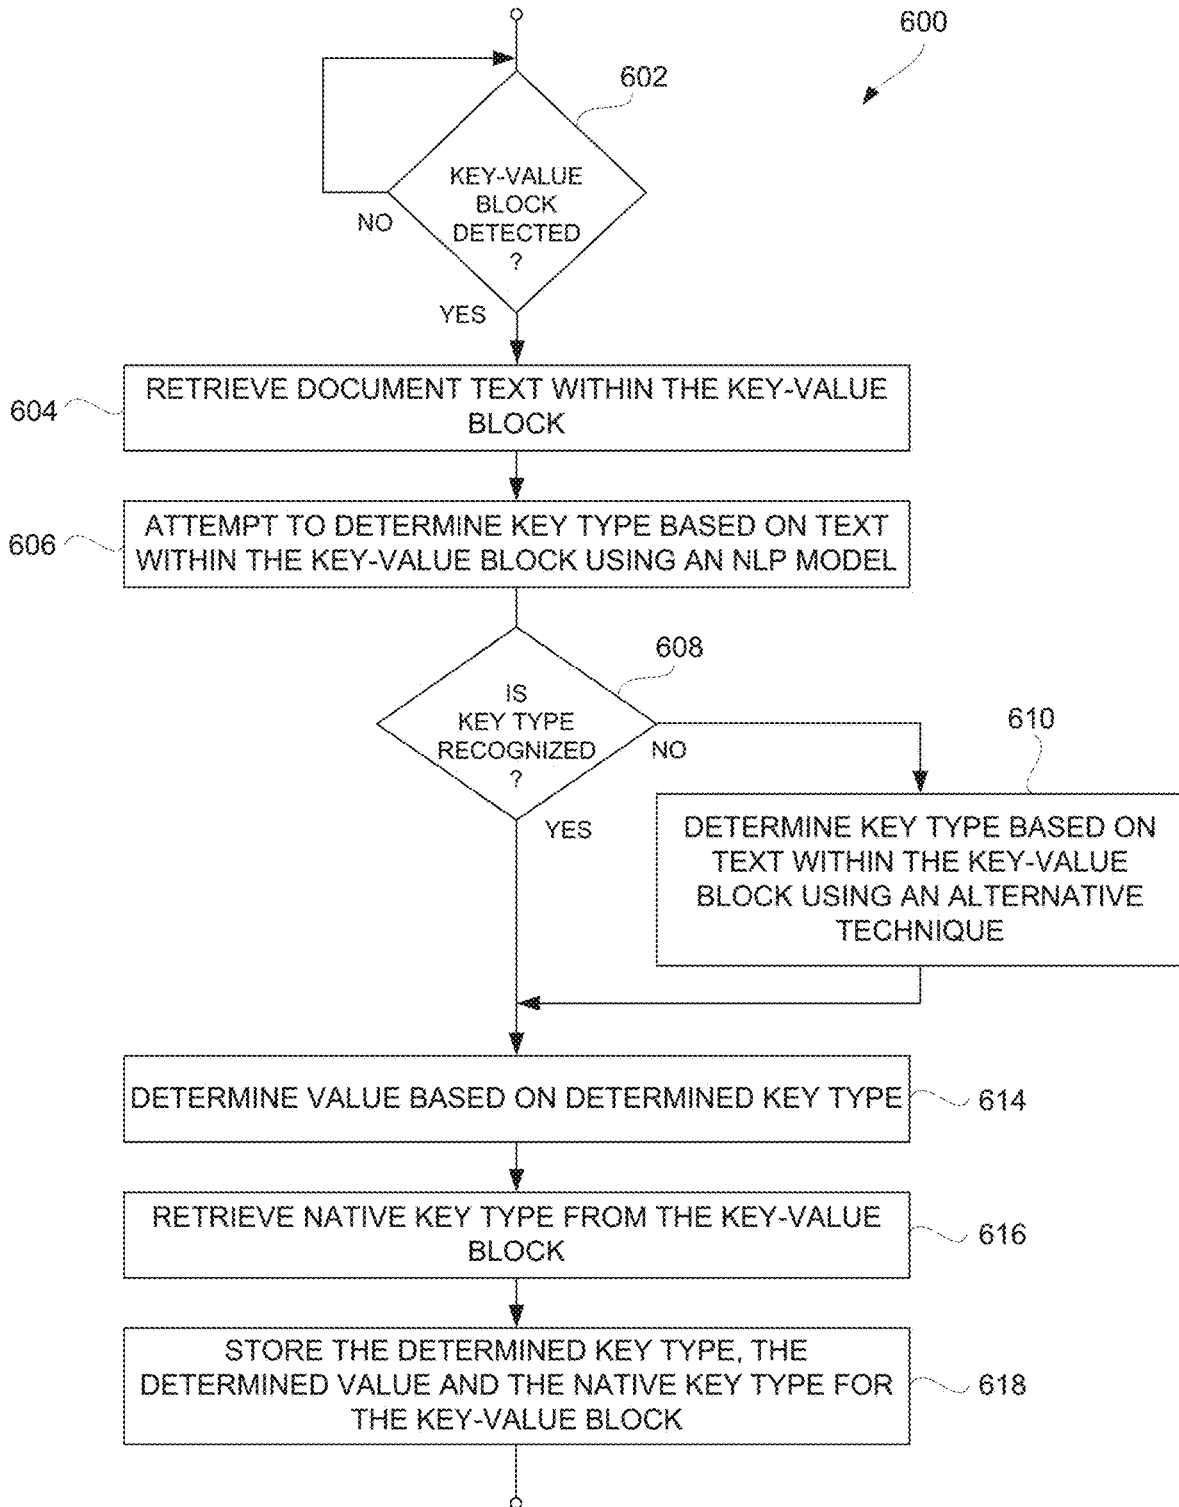 600
602
KEY-VALUE
BLOCK
DETECTED
?
NO
YES
RETRIEVE DOCUMENT TEXT WITHIN THE KEY-VALUE
BLOCK
604
ATTEMPT TO DETERMINE KEY TYPE BASED ON TEXT
WITHIN THE KEY-VALUE BLOCK USING AN NLP MODEL
606
608
IS
KEY TYPE
RECOGNIZED
?
NO
YES
610
DETERMINE KEY TYPE BASED ON
TEXT WITHIN THE KEY-VALUE
BLOCK USING AN ALTERNATIVE
TECHNIQUE
DETERMINE VALUE BASED ON DETERMINED KEY TYPE
614
RETRIEVE NATIVE KEY TYPE FROM THE KEY-VALUE
BLOCK
616
STORE THE DETERMINED KEY TYPE, THE
DETERMINED VALUE AND THE NATIVE KEY TYPE FOR
THE KEY-VALUE BLOCK
618